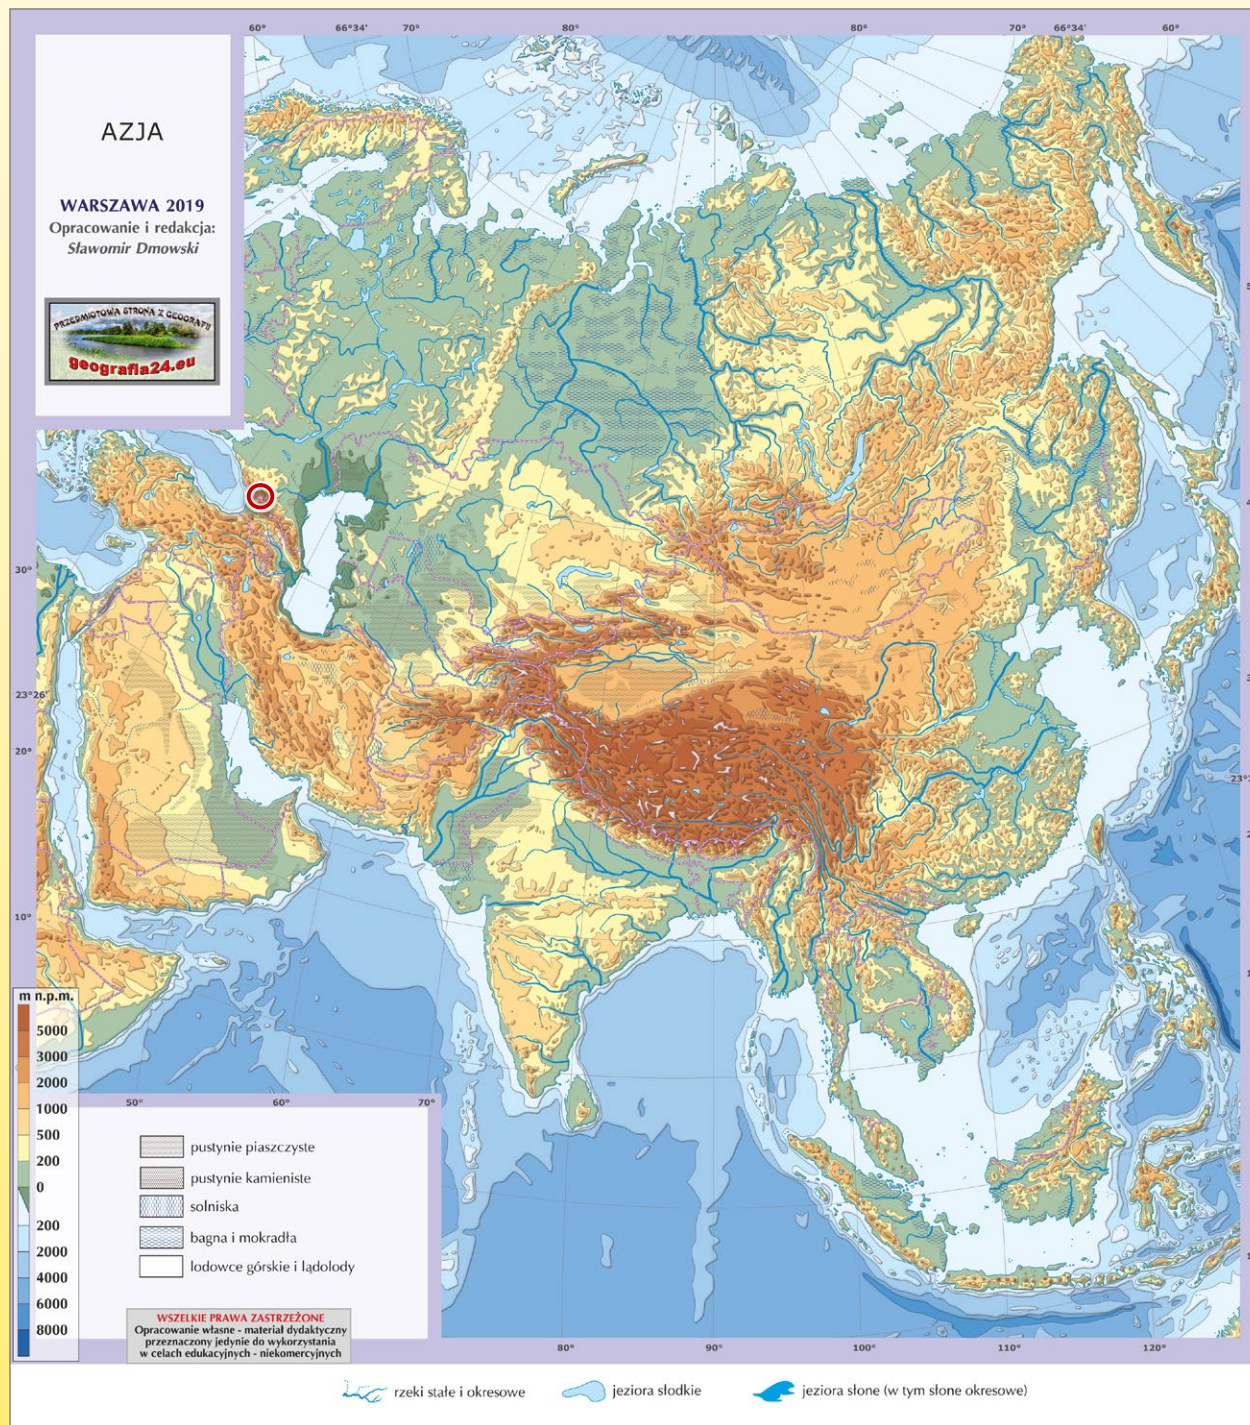 60°
66°34'
70°
80°
80°
70°
66°34'
60°
AZJA
WARSZAWA 2019
Opracowanie i redakcja:
Sławomir Dmowski
PRZEDMIOTOWA STRONA Z GEOGRAFII
geografia24.eu
30°
23°26'
20°
10°
m n.p.m.
5000
3000
2000
1000
500
200
0
200
2000
4000
6000
8000
50°
60°
70°
pustynie piaszczyste
pustynie kamieniste
solniska
bagna i mokradła
lodowce górskie i lądolody
WSZELKIE PRAWA ZASTRZEŻONE
Opracowanie własne - materiał dydaktyczny
przeznaczony jedynie do wykorzystania
w celach edukacyjnych - niekomercyjnych
80°
90°
100°
110°
120°
rzeki stałe i okresowe
jeziora słodkie
jeziora słone (w tym słone okresowe)